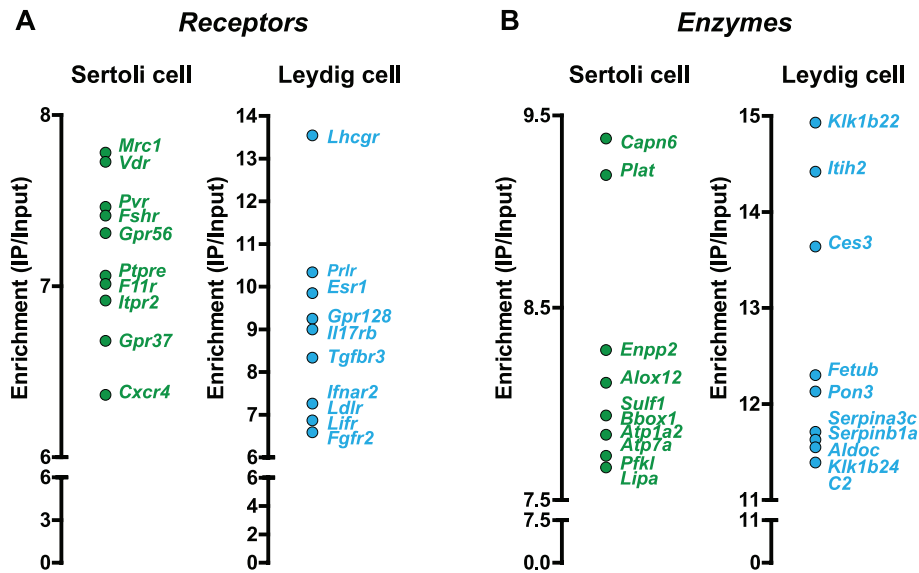 A
Receptors
Sertoli cell
Leydig cell
Enrichment (IP/Input)
8
7
6
6
3
0
Mrc1
Vdr
Pvr
Fshr
Gpr56
Ptpre
F11r
Itpr2
Gpr37
Cxcr4
Enrichment (IP/Input)
14
13
11
10
9
8
7
6
6
4
2
0
Lhcgr
Prlr
Esr1
Gpr128
Il17rb
Tgfbr3
Ifnar2
Ldlr
Lifr
Fgfr2
B
Enzymes
Sertoli cell
Leydig cell
Enrichment (IP/Input)
9.5
8.5
7.5
7.5
0.0
Capn6
Plat
Enpp2
Alox12
Sulf1
Bbox1
Atp1a2
Atp7a
Pfkl
Lipa
Enrichment (IP/Input)
15
14
13
12
11
11
0
Klk1b22
Itih2
Ces3
Fetub
Pon3
Serpina3c
Serpinb1a
Aldoc
Klk1b24
C2